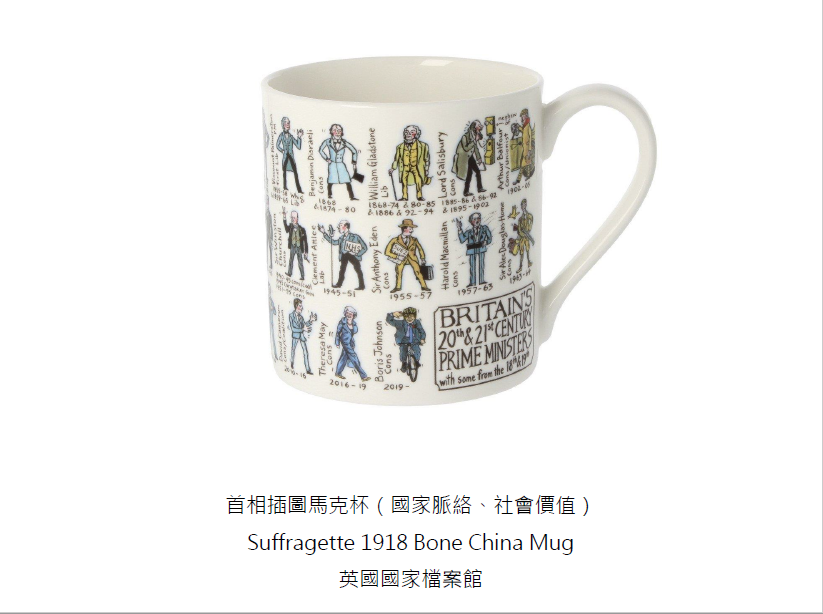 Benjamin Disraeli
Cons
1868
& 1874-80
William Gladstone
Lib
1868-74 & 80-85
& 1886 & 92-94
Lord Salisbury
Cons
1885-86 & 86-92
& 1895-1902
Arthur Balfour
Cons/Unionist
1902-05
Clement Attlee
Lab
NHS
1945-51
Sir Anthony Eden
Cons
1955-57
Harold Macmillan
Cons
1957-63
Sir Alec Douglas-Home
Cons
1963-64
Theresa May
Cons
2016-19
Boris Johnson
Cons
2019-
BRITAIN'S
20th & 21st CENTURY
PRIME MINISTERS
with some from the 18th & 19th
首相插圖馬克杯（國家脈絡、社會價值）
Suffragette 1918 Bone China Mug
英國國家檔案館